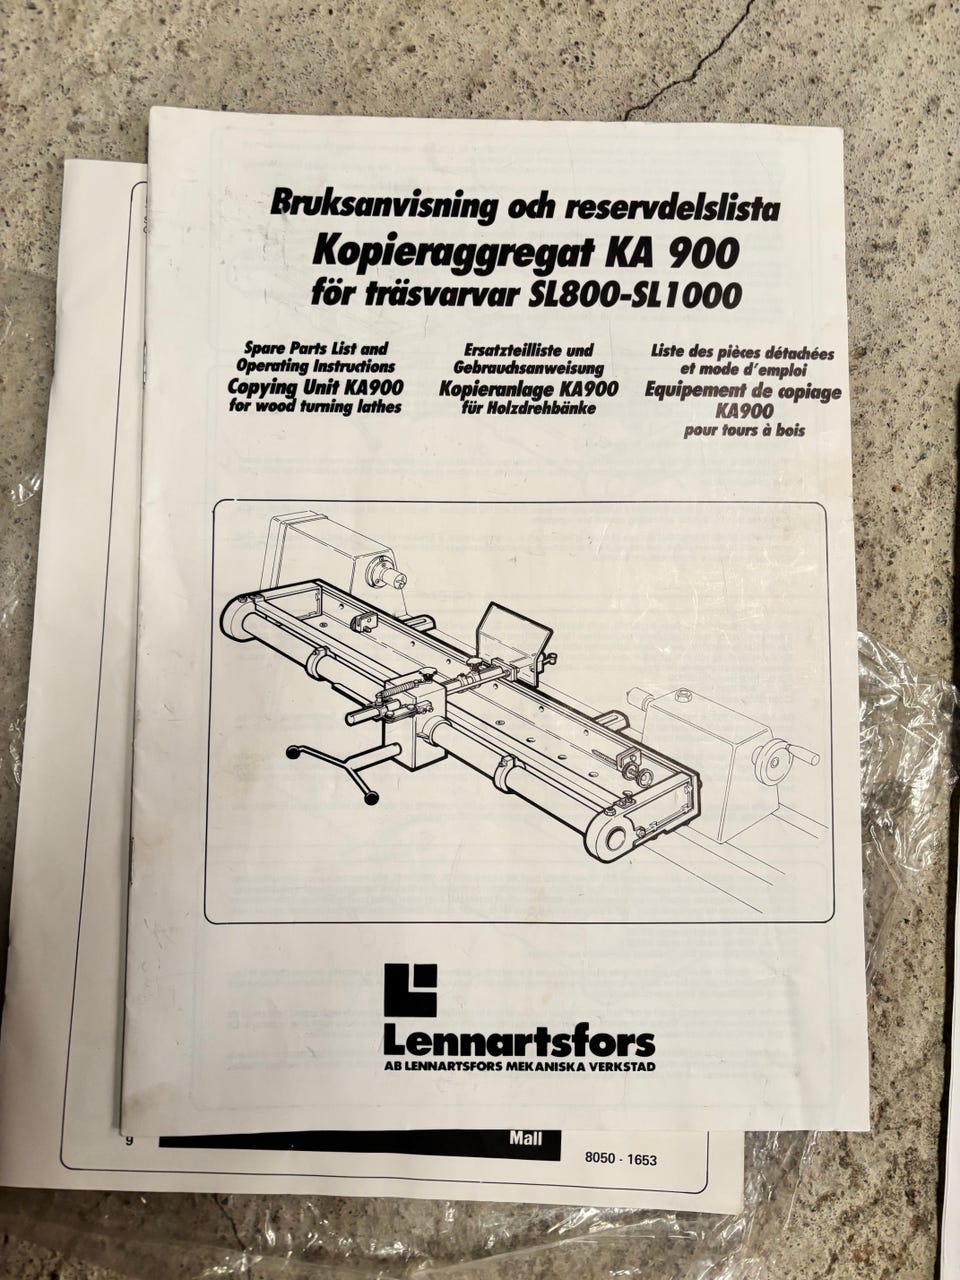 Bruksanvisning och reservdelslista
Kopieraggregat KA 900
för träsvarvar SL800-SL1000
Spare Parts List and
Operating Instructions
Copying Unit KA900
for wood turning lathes
Ersatzteilliste und
Gebrauchsanweisung
Kopieranlage KA900
für Holzdrehbänke
Liste des pièces détachées
et mode d'emploi
Equipement de copiage
KA900
pour tours à bois
Lennartsfors
AB LENNARTSFORS MEKANISKA VERKSTAD
9
Mall
8050 - 1653